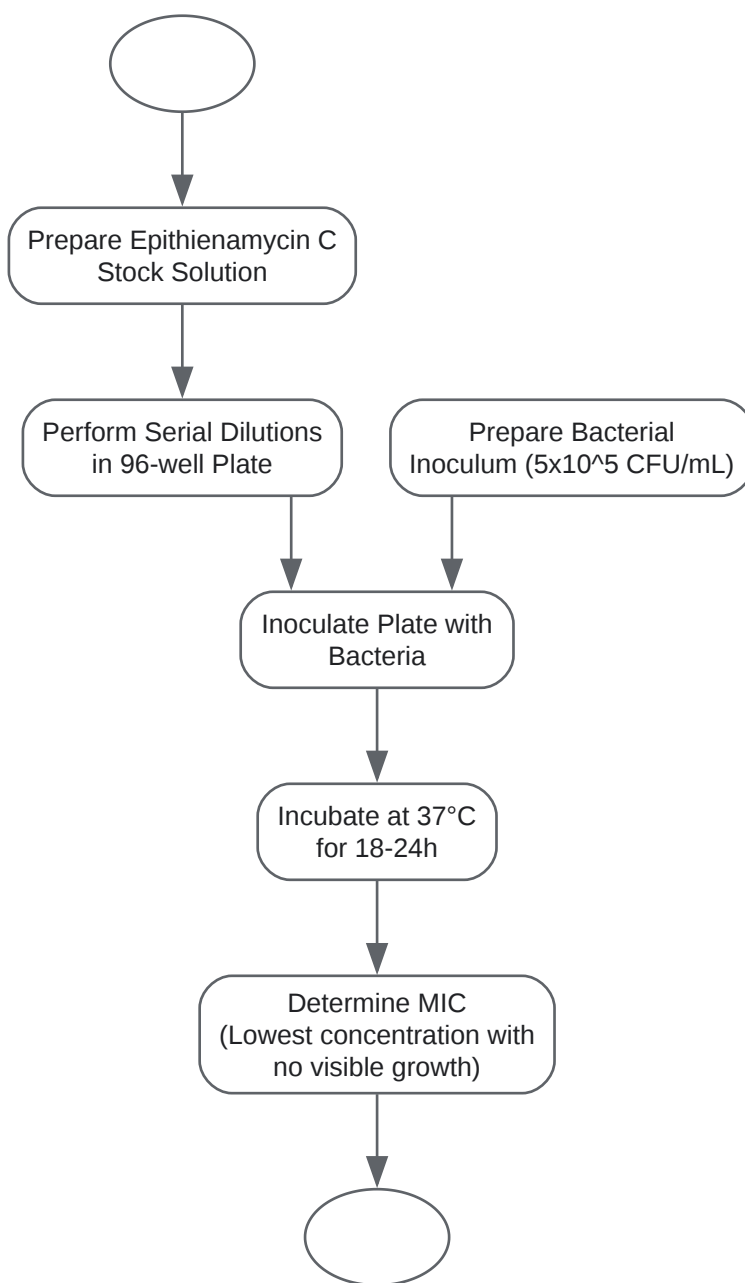 Prepare Epithienamycin C
Stock Solution
Perform Serial Dilutions
in 96-well Plate
Prepare Bacterial
Inoculum (5x10^5 CFU/mL)
Inoculate Plate with
Bacteria
Incubate at 37°C
for 18-24h
Determine MIC
(Lowest concentration with
no visible growth)